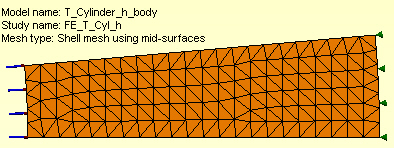 Model name: T_Cylinder_h_body
Study name: FE_T_Cyl_h
Mesh type: Shell mesh using mid-surfaces